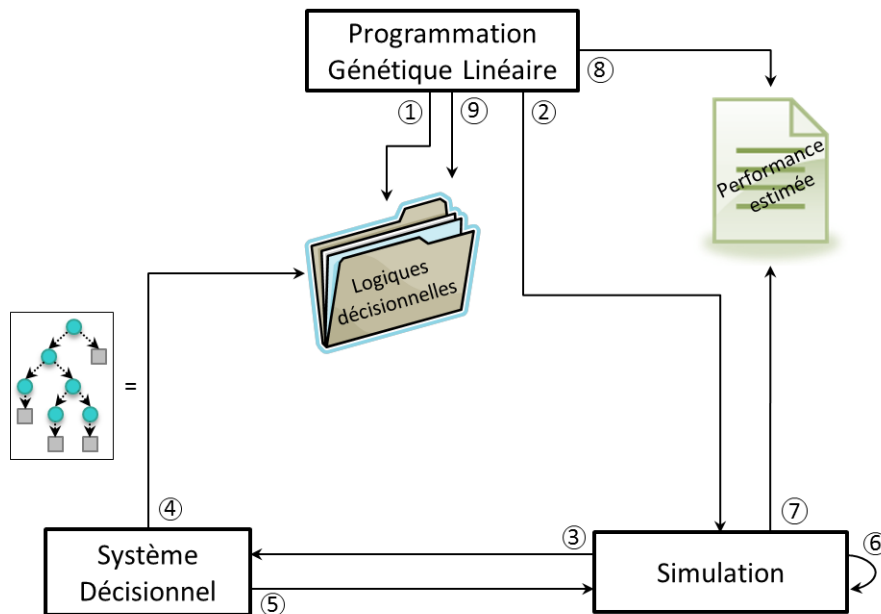 Programmation
Génétique Linéaire
⑧
①
⑨
②
Performance
estimée
Logiques
décisionnelles
=
④
③
⑦
⑥
Système
Décisionnel
Simulation
⑤